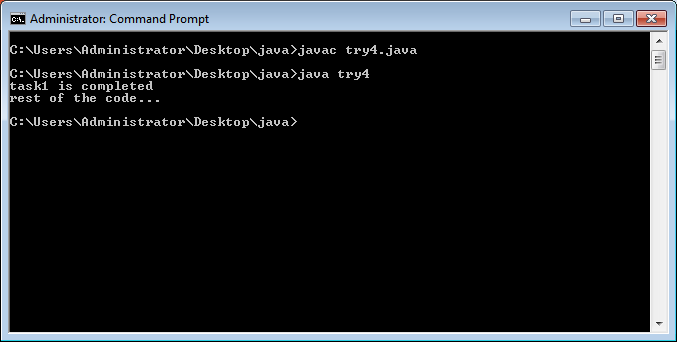 Administrator: Command Prompt
C:\Users\Administrator\Desktop\java>javac try4.java
C:\Users\Administrator\Desktop\java>java try4
task1 is completed
rest of the code...
C:\Users\Administrator\Desktop\java>